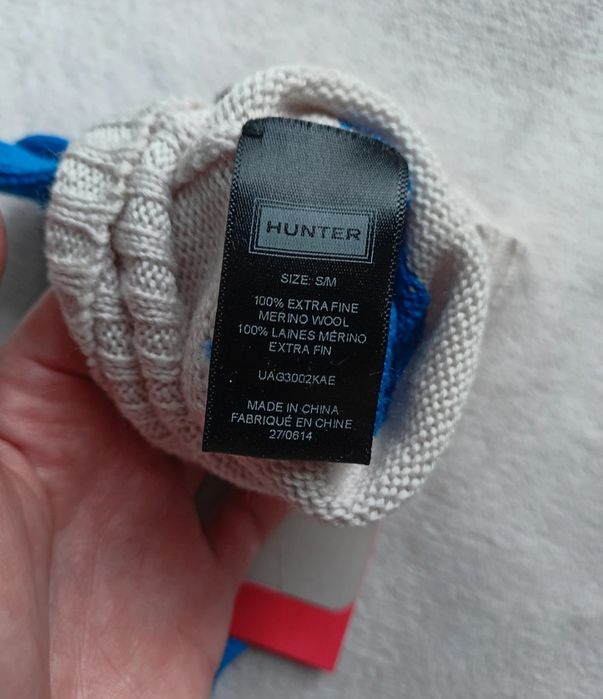 HUNTER
SIZE: S/M
100% EXTRA FINE
MERINO WOOL
100% LAINES MÉRINO
EXTRA FIN
UAG3002KAE
MADE IN CHINA
FABRIQUÉ EN CHINE
27/0614